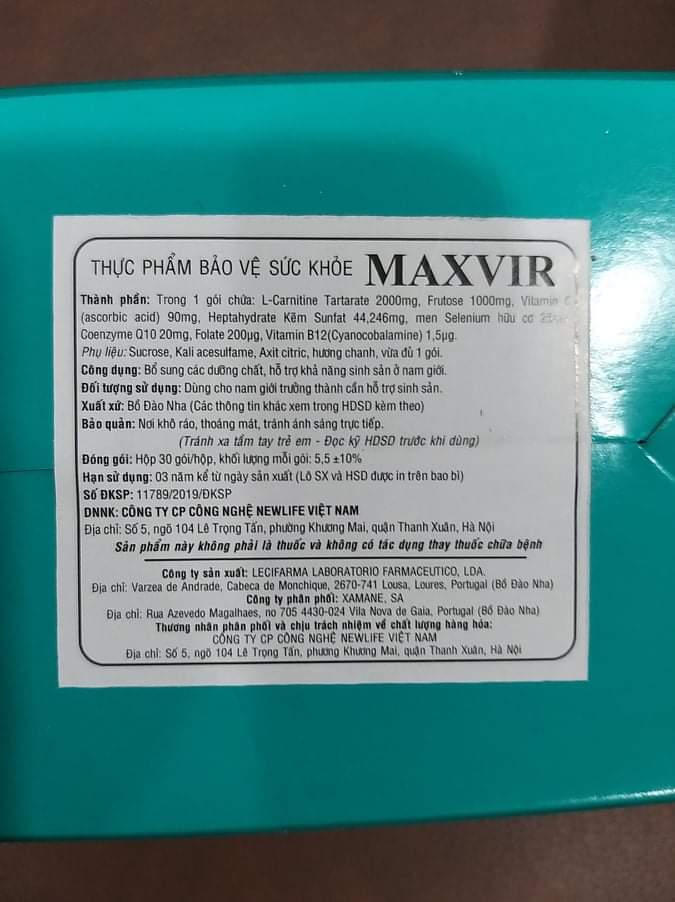 THỰC PHẨM BẢO VỆ SỨC KHỎE MAXVIR
Thành phần: Trong 1 gói chứa: L-Carnitine Tartarate 2000mg, Frutose 1000mg, Vitamin C
(ascorbic acid) 90mg, Heptahydrate Kẽm Sunfat 44,246mg, men Selenium hữu cơ
Coenzyme Q10 20mg, Folate 200µg, Vitamin B12(Cyanocobalamine) 1,5µg.
Phụ liệu: Sucrose, Kali acesulfame, Axit citric, hương chanh, vừa đủ 1 gói.
Công dụng: Bổ sung các dưỡng chất, hỗ trợ khả năng sinh sản ở nam giới.
Đối tượng sử dụng: Dùng cho nam giới trưởng thành cần hỗ trợ sinh sản.
Xuất xứ: Bồ Đào Nha (Các thông tin khác xem trong HDSD kèm theo)
Bảo quản: Nơi khô ráo, thoáng mát, tránh ánh sáng trực tiếp.
(Tránh xa tầm tay trẻ em - Đọc kỹ HDSD trước khi dùng)
Đóng gói: Hộp 30 gói/hộp, khối lượng mỗi gói: 5,5 ±10%
Hạn sử dụng: 03 năm kể từ ngày sản xuất (Lô SX và HSD được in trên bao bì)
Số ĐKSP: 11789/2019/ĐKSP
DNNK: CÔNG TY CP CÔNG NGHỆ NEWLIFE VIỆT NAM
Địa chỉ: Số 5, ngõ 104 Lê Trọng Tấn, phường Khương Mai, quận Thanh Xuân, Hà Nội
Sản phẩm này không phải là thuốc và không có tác dụng thay thuốc chữa bệnh
Công ty sản xuất: LECIFARMA LABORATORIO FARMACEUTICO, LDA.
Địa chỉ: Varzea de Andrade, Cabeca de Monchique, 2670-741 Lousa, Loures, Portugal (Bồ Đào Nha)
Công ty phân phối: XAMANE, SA
Địa chỉ: Rua Azevedo Magalhaes, no 705 4430-024 Vila Nova de Gaia, Portugal (Bồ Đào Nha)
Thương nhân phân phối và chịu trách nhiệm về chất lượng hàng hóa:
CÔNG TY CP CÔNG NGHỆ NEWLIFE VIỆT NAM
Địa chỉ: Số 5, ngõ 104 Lê Trọng Tấn, phương Khương Mai, quận Thanh Xuân, Hà Nội